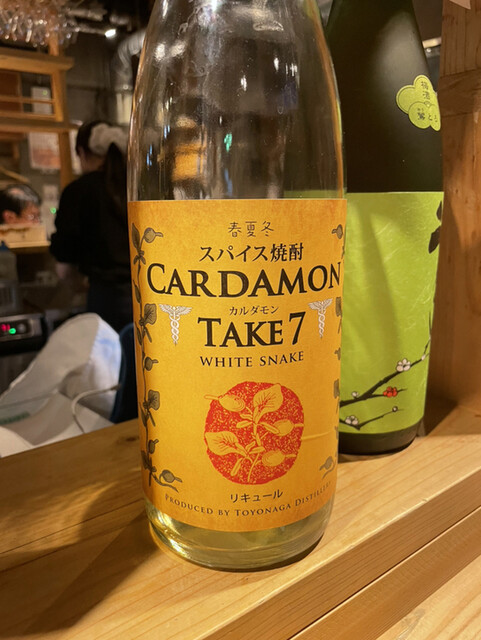 春夏冬
スパイス焼酎
CARDAMON
カルダモン
TAKE 7
WHITE SNAKE
リキュール
PRODUCED BY TOYONAGA DISTILLERY